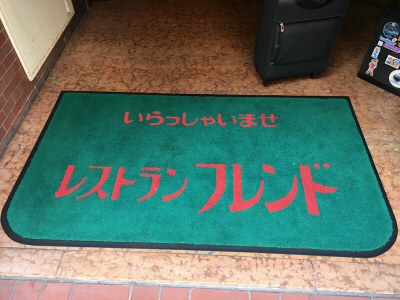 いらっしゃいませ
レストラン フレンド